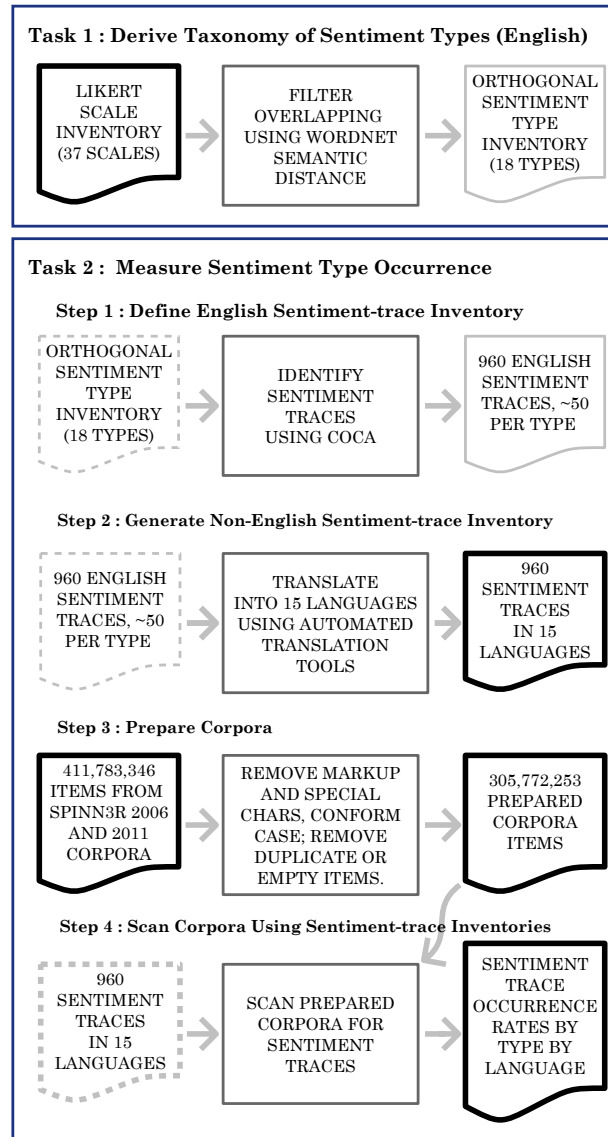 Task 1 : Derive Taxonomy of Sentiment Types (English)
LIKERT
SCALE
INVENTORY
(37 SCALES)
FILTER
OVERLAPPING
USING WORDNET
SEMANTIC
DISTANCE
ORTHOGONAL
SENTIMENT
TYPE
INVENTORY
(18 TYPES)
Task 2 : Measure Sentiment Type Occurrence
Step 1 : Define English Sentiment-trace Inventory
ORTHOGONAL
SENTIMENT
TYPE
INVENTORY
(18 TYPES)
IDENTIFY
SENTIMENT
TRACES
USING COCA
960 ENGLISH
SENTIMENT
TRACES, ~50
PER TYPE
Step 2 : Generate Non-English Sentiment-trace Inventory
960 ENGLISH
SENTIMENT
TRACES, ~50
PER TYPE
TRANSLATE
INTO 15 LANGUAGES
USING AUTOMATED
TRANSLATION
TOOLS
960
SENTIMENT
TRACES
IN 15
LANGUAGES
Step 3 : Prepare Corpora
411,783,346
ITEMS FROM
SPINN3R 2006
AND 2011
CORPORA
REMOVE MARKUP
AND SPECIAL
CHARS, CONFORM
CASE; REMOVE
DUPLICATE OR
EMPTY ITEMS.
305,772,253
PREPARED
CORPORA
ITEMS
Step 4 : Scan Corpora Using Sentiment-trace Inventories
960
SENTIMENT
TRACES
IN 15
LANGUAGES
SCAN PREPARED
CORPORA FOR
SENTIMENT
TRACES
SENTIMENT
TRACE
OCCURRENCE
RATES BY
TYPE BY
LANGUAGE